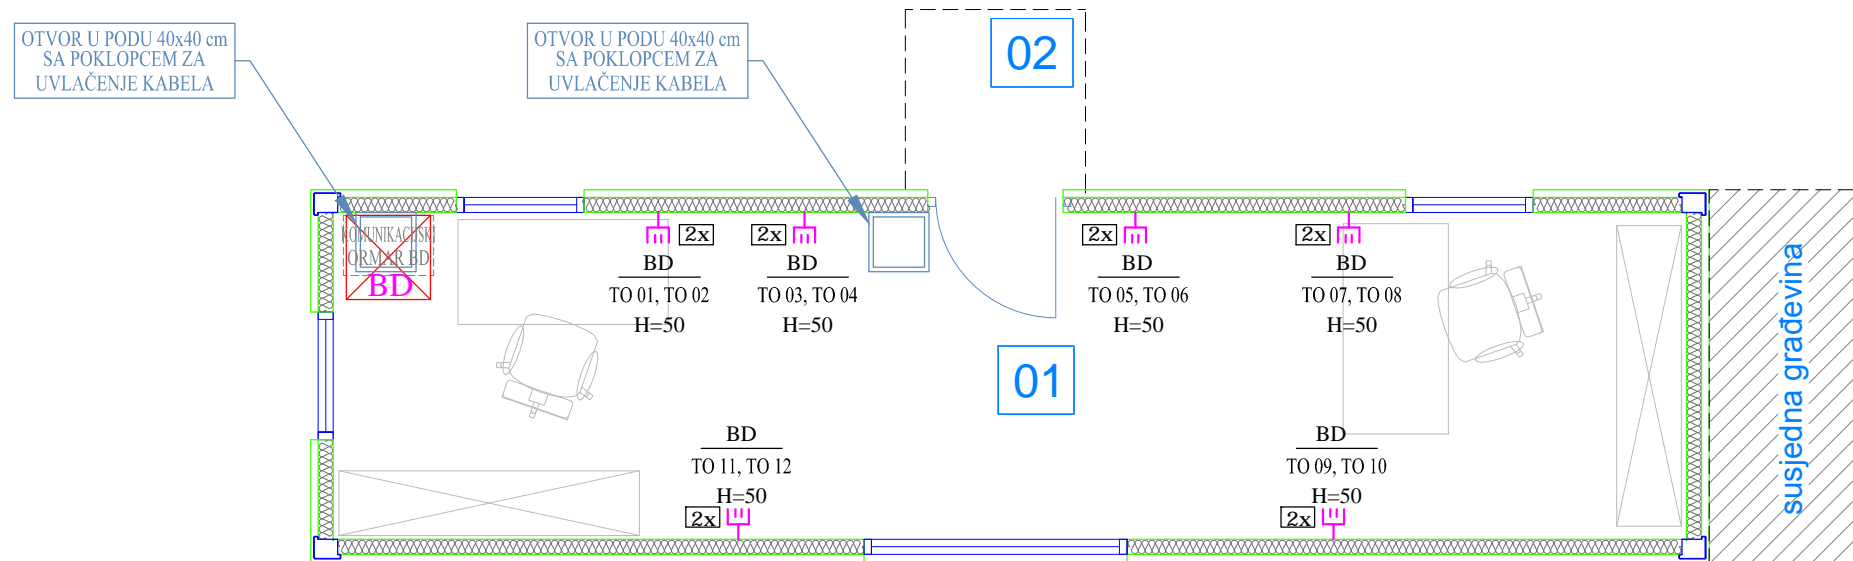 OTVOR U PODU 40x40 cm
SA POKLOPCEM ZA
UVLAČENJE KABELA
OTVOR U PODU 40x40 cm
SA POKLOPCEM ZA
UVLAČENJE KABELA
02
KOMUNIKACIJSKI
ORMAR BD
BD
2x
BD
TO 01, TO 02
H=50
2x
BD
TO 03, TO 04
H=50
2x
BD
TO 05, TO 06
H=50
2x
BD
TO 07, TO 08
H=50
01
susjedna građevina
BD
TO 11, TO 12
H=50
2x
BD
TO 09, TO 10
H=50
2x